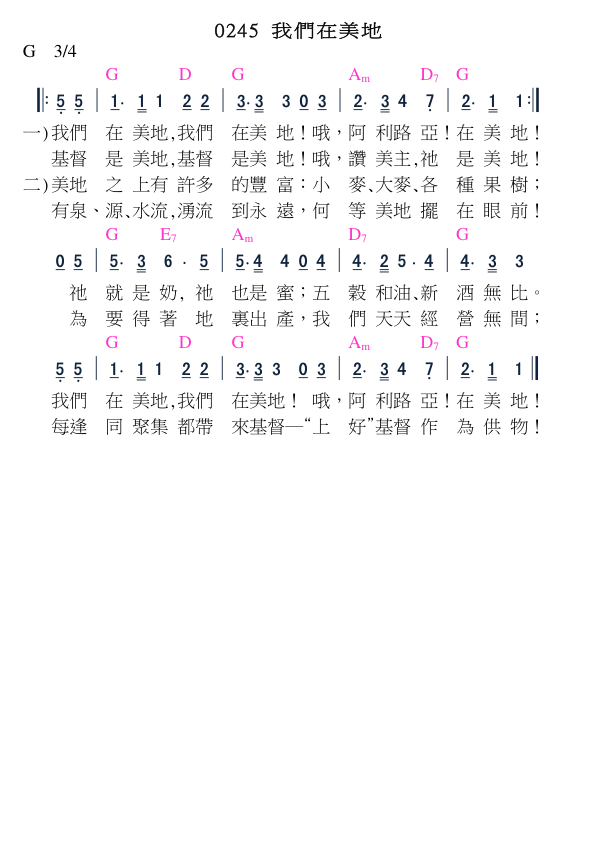 0245 我們在美地
G 3/4
G D G Am D7 G
‖: 5 5 | 1. 1 1 2 2 | 3. 3 3 0 3 | 2. 3 4 7 | 2. 1 1 :‖
一)我們 在 美地,我們 在美 地!哦,阿 利路 亞!在 美 地!
基督 是 美地,基督 是美 地!哦,讚 美主,祂 是 美 地!
二)美地 之 上有 許多 的豐 富:小 麥、大麥、各 種 果 樹;
有泉、源、水流,湧流 到永 遠,何 等 美地 擺 在 眼 前!
G E7 Am D7 G
0 5 | 5. 3 6 . 5 | 5. 4 4 0 4 | 4. 2 5 . 4 | 4. 3 3
祂 就 是 奶, 祂 也是 蜜;五 穀 和油、新 酒 無 比。
為 要 得 著 地 裏出 產,我 們 天天 經 營 無 間;
G D G Am D7 G
5 5 | 1. 1 1 2 2 | 3. 3 3 0 3 | 2. 3 4 7 | 2. 1 1 ‖
我們 在 美地,我們 在美地! 哦,阿 利路 亞!在 美 地!
每逢 同 聚集 都帶 來基督—“上 好”基督 作 為 供 物!